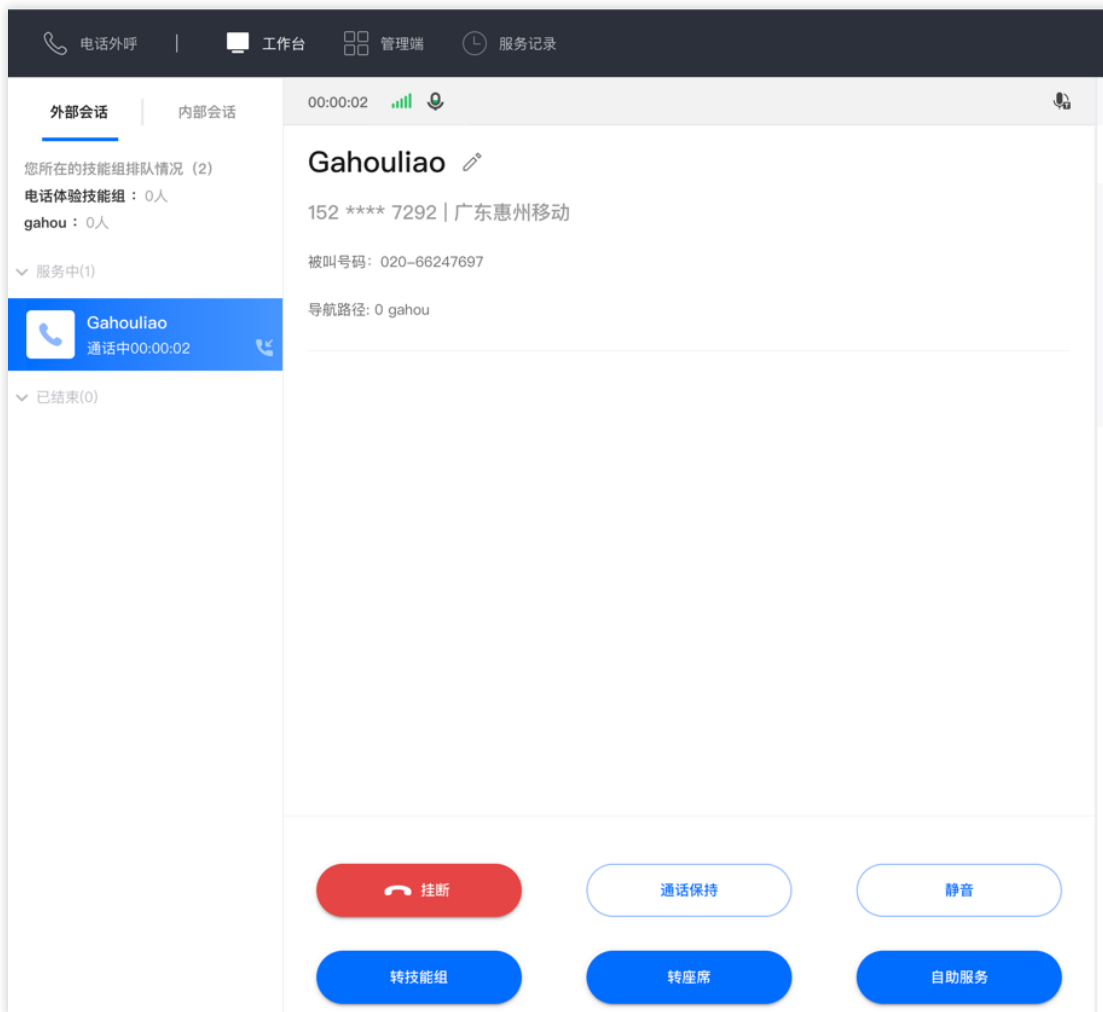 电话外呼 | 工作台 管理端 服务记录
外部会话 内部会话
您所在的技能组排队情况（2）
电话体验技能组： 0人
gahou： 0人
服务中(1)
Gahouliao
通话中00:00:02
已结束(0)
00:00:02
Gahouliao
152 **** 7292 | 广东惠州移动
被叫号码：020-66247697
导航路径: 0 gahou
挂断 通话保持 静音
转技能组 转座席 自助服务